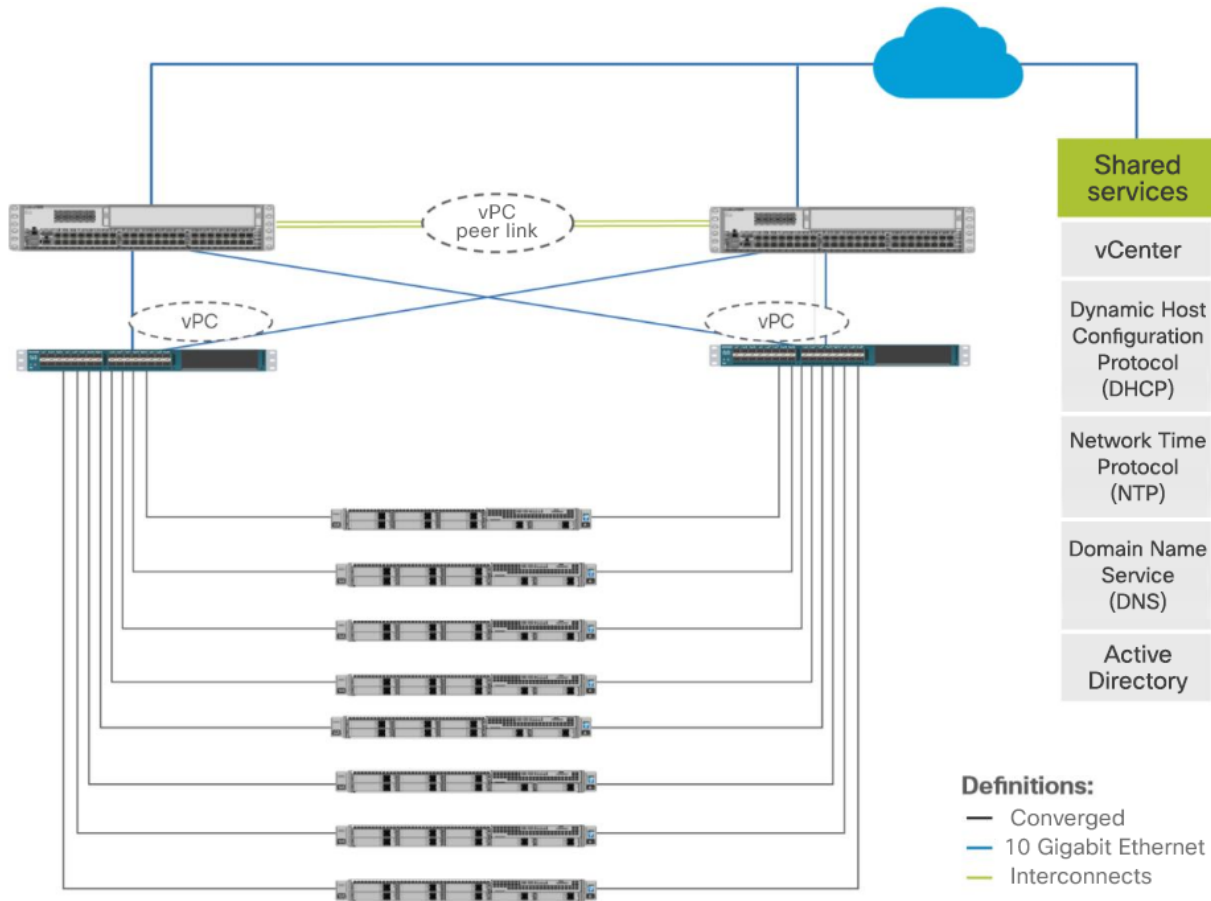 vPC
peer link
vPC
vPC
Shared
services
vCenter
Dynamic Host
Configuration
Protocol
(DHCP)
Network Time
Protocol
(NTP)
Domain Name
Service
(DNS)
Active
Directory
Definitions:
Converged
10 Gigabit Ethernet
Interconnects